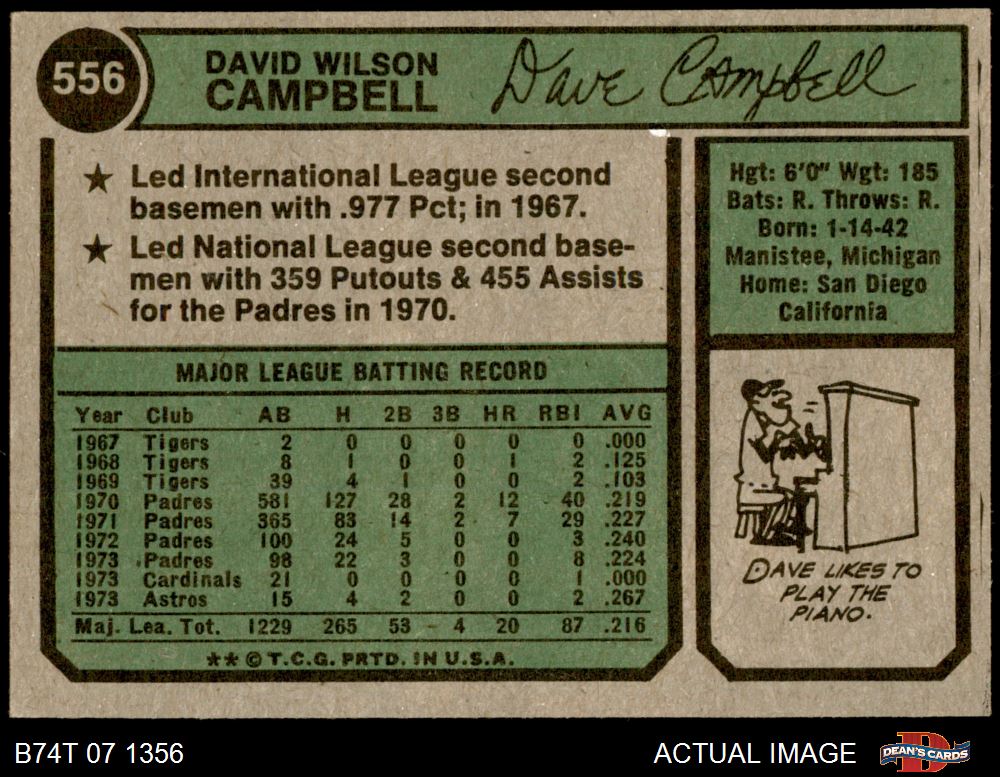 556
DAVID WILSON
CAMPBELL
Dave Campbell
★ Led International League second
basemen with .977 Pct; in 1967.
★ Led National League second base-
men with 359 Putouts & 455 Assists
for the Padres in 1970.
Hgt: 6'0" Wgt: 185
Bats: R. Throws: R.
Born: 1-14-42
Manistee, Michigan
Home: San Diego
California
MAJOR LEAGUE BATTING RECORD
Year Club AB H 2B 3B HR RBI AVG
1967 Tigers 2 0 0 0 0 0 .000
1968 Tigers 8 1 0 0 1 2 .125
1969 Tigers 39 4 1 0 0 2 .103
1970 Padres 581 127 28 2 12 40 .219
1971 Padres 365 83 14 2 7 29 .227
1972 Padres 100 24 5 0 0 3 .240
1973 Padres 98 22 3 0 0 8 .224
1973 Cardinals 21 0 0 0 0 1 .000
1973 Astros 15 4 2 0 0 2 .267
Maj. Lea. Tot. 1229 265 53 4 20 87 .216
** © T.C.G. PRTD. IN U.S.A.
DAVE LIKES TO
PLAY THE
PIANO.
B74T 07 1356
ACTUAL IMAGE
D
DEAN'S CARDS